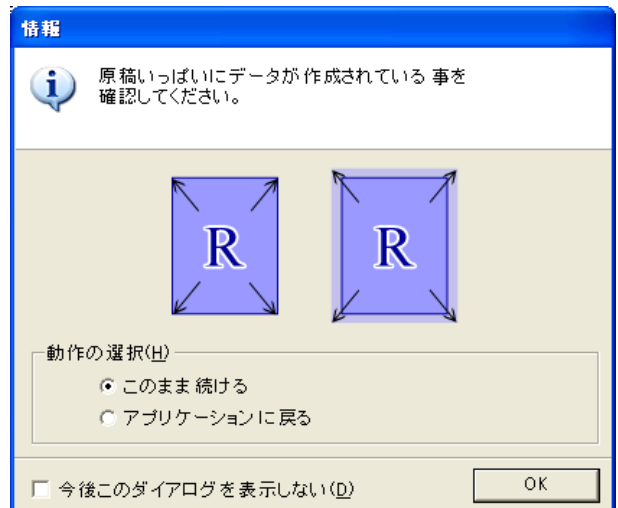 情報
原稿いっぱいにデータが作成されている 事を
確認してください。
R R
動作の選択(H)
このまま 続ける
アプリケーションに戻る
今後このダイアログを表示しない(D)
OK